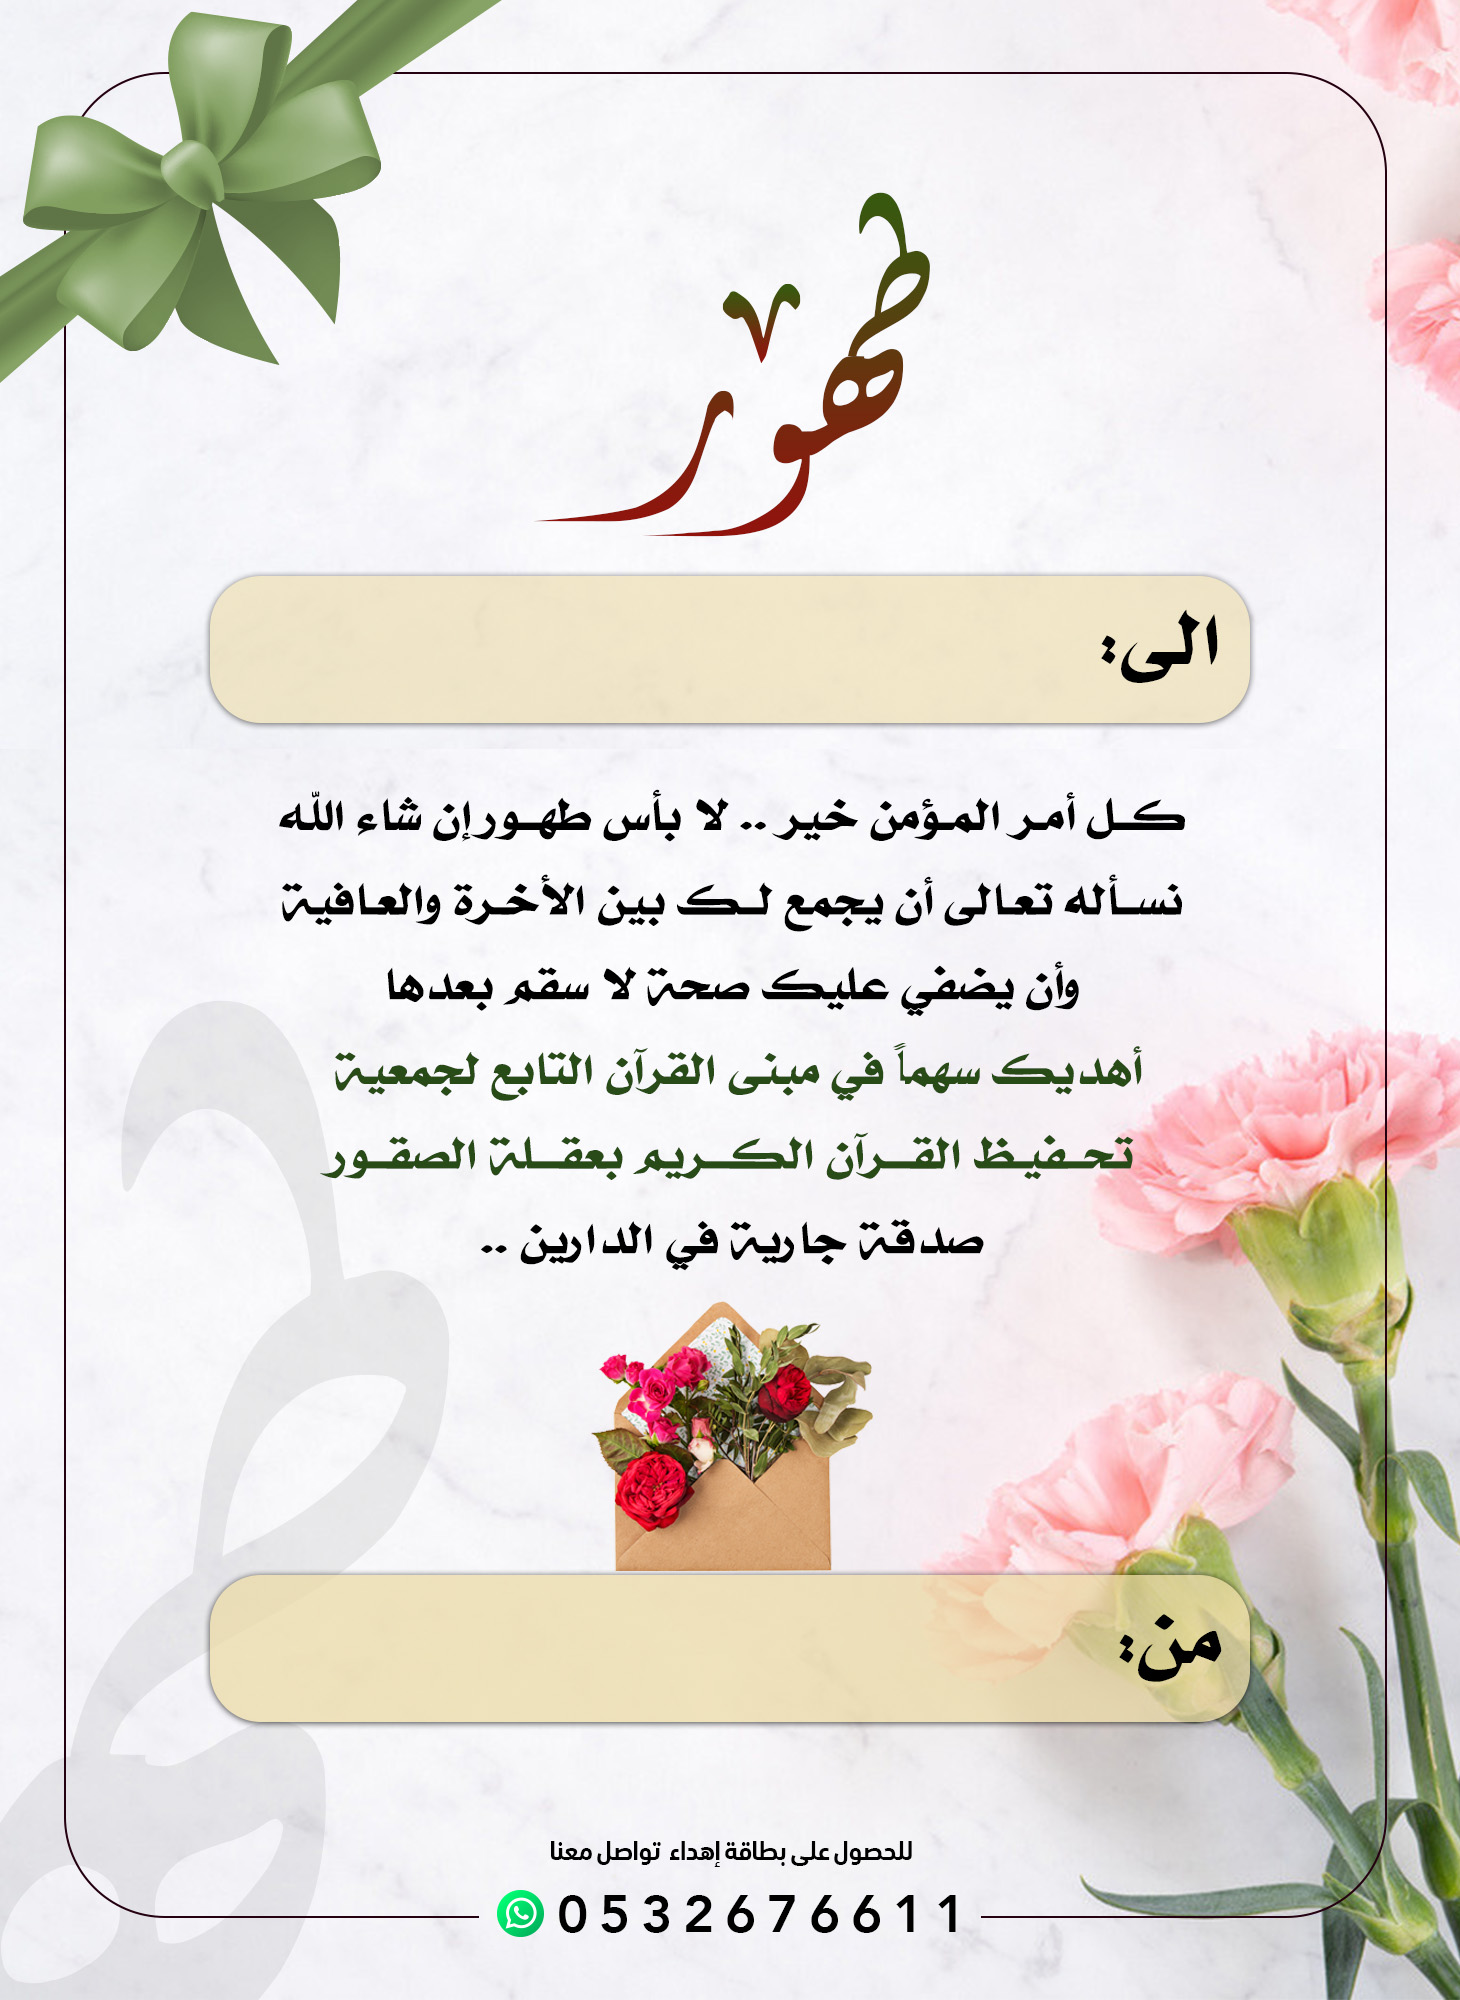 طهور
الى:
كل أمر المؤمن خير .. لا بأس طهور إن شاء الله
نسأله تعالى أن يجمع لك بين الأخرة والعافية
وأن يضفي عليك صحة لا سقم بعدها
أهديك سهماً في مبنى القرآن التابع لجمعية
تحفيظ القرآن الكريم بعقلة الصقور
صدقة جارية في الدارين ..
من:
للحصول على بطاقة إهداء تواصل معنا
0532676611